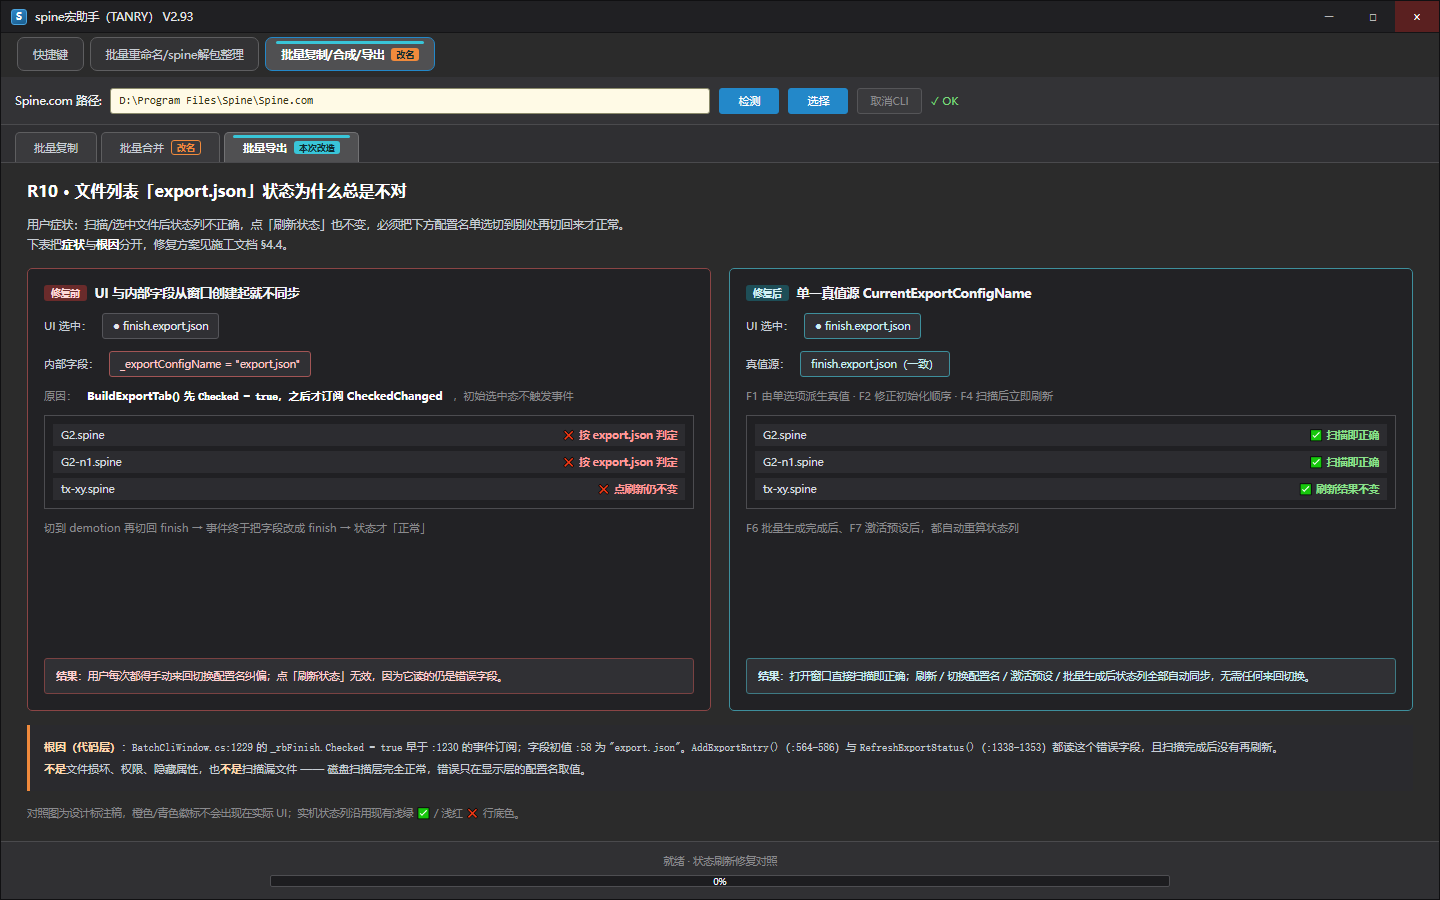 S spine宏助手（TANRY） V2.93
快捷键 批量重命名/spine解包整理 批量复制/合成/导出 改名
Spine.com 路径: D:\Program Files\Spine\Spine.com 检测 选择 取消CLI ✓ OK
批量复制 批量合并 改名 批量导出 本次改造
R10 • 文件列表「export.json」状态为什么总是不对
用户症状：扫描/选中文件后状态列不正确，点「刷新状态」也不变，必须把下方配置名单选切到别处再切回来才正常。
下表把症状与根因分开，修复方案见施工文档 §4.4。
修复前 UI 与内部字段从窗口创建起就不同步
UI 选中： ● finish.export.json
内部字段： _exportConfigName = "export.json"
原因： BuildExportTab() 先 Checked = true，之后才订阅 CheckedChanged ，初始选中态不触发事件
G2.spine ❌ 按 export.json 判定
G2-n1.spine ❌ 按 export.json 判定
tx-xy.spine ❌ 点刷新仍不变
切到 demotion 再切回 finish → 事件终于把字段改成 finish → 状态才「正常」
结果：用户每次都得手动来回切换配置名纠偏；点「刷新状态」无效，因为它读的仍是错误字段。
修复后 单一真值源 CurrentExportConfigName
UI 选中： ● finish.export.json
真值源： finish.export.json（一致）
F1 由单选项派生真值 · F2 修正初始化顺序 · F4 扫描后立即刷新
G2.spine ✅ 扫描即正确
G2-n1.spine ✅ 扫描即正确
tx-xy.spine ✅ 刷新结果不变
F6 批量生成完成后、F7 激活预设后，都自动重算状态列
结果：打开窗口直接扫描即正确；刷新 / 切换配置名 / 激活预设 / 批量生成后状态列全部自动同步，无需任何来回切换。
根因（代码层）：BatchCliWindow.cs:1229 的 _rbFinish.Checked = true 早于 :1230 的事件订阅；字段初值 :58 为 "export.json"。AddExportEntry() (:564-586) 与 RefreshExportStatus() (:1338-1353) 都读这个错误字段，且扫描完成后没有再刷新。
不是文件损坏、权限、隐藏属性，也不是扫描漏文件 —— 磁盘扫描层完全正常，错误只在显示层的配置名取值。
对照图为设计标注稿，橙色/青色徽标不会出现在实际 UI；实机状态列沿用现有浅绿 ✅ / 浅红 ❌ 行底色。
就绪 · 状态刷新修复对照
0%